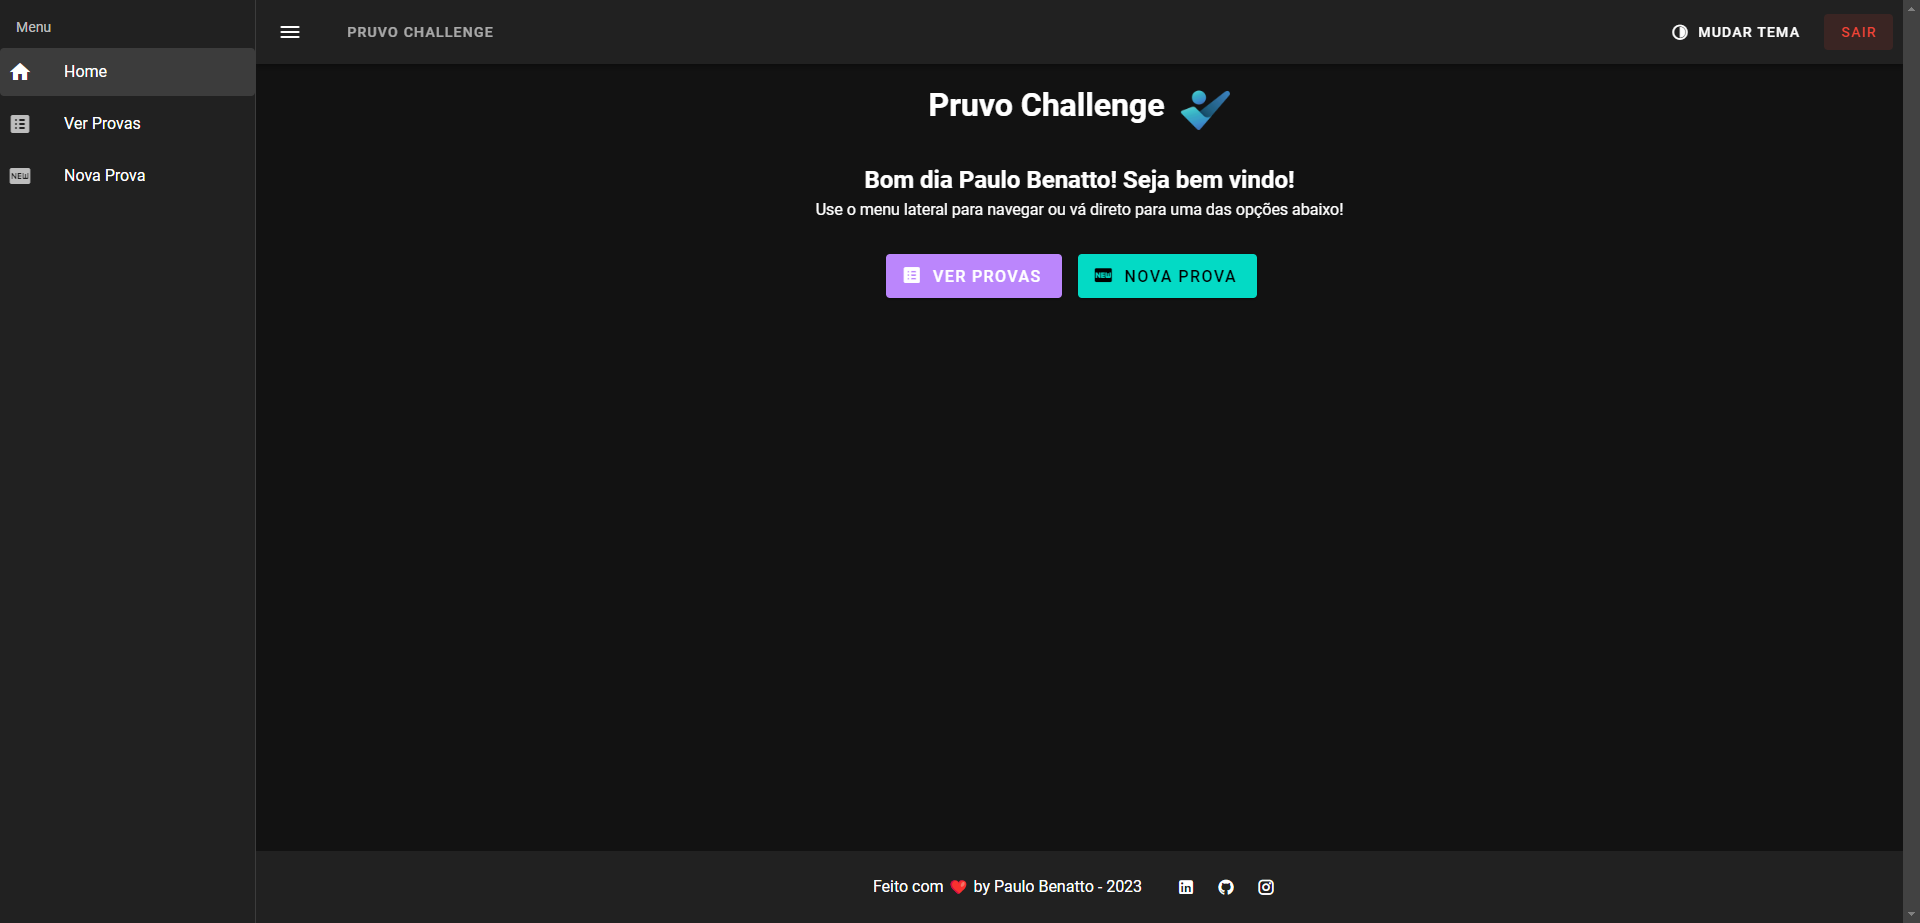 Menu
Home
Ver Provas
NEW
Nova Prova
PRUVO CHALLENGE
MUDAR TEMA
SAIR
Pruvo Challenge
Bom dia Paulo Benatto! Seja bem vindo!
Use o menu lateral para navegar ou vá direto para uma das opções abaixo!
VER PROVAS
NEW
NOVA PROVA
Feito com ❤️ by Paulo Benatto - 2023
in